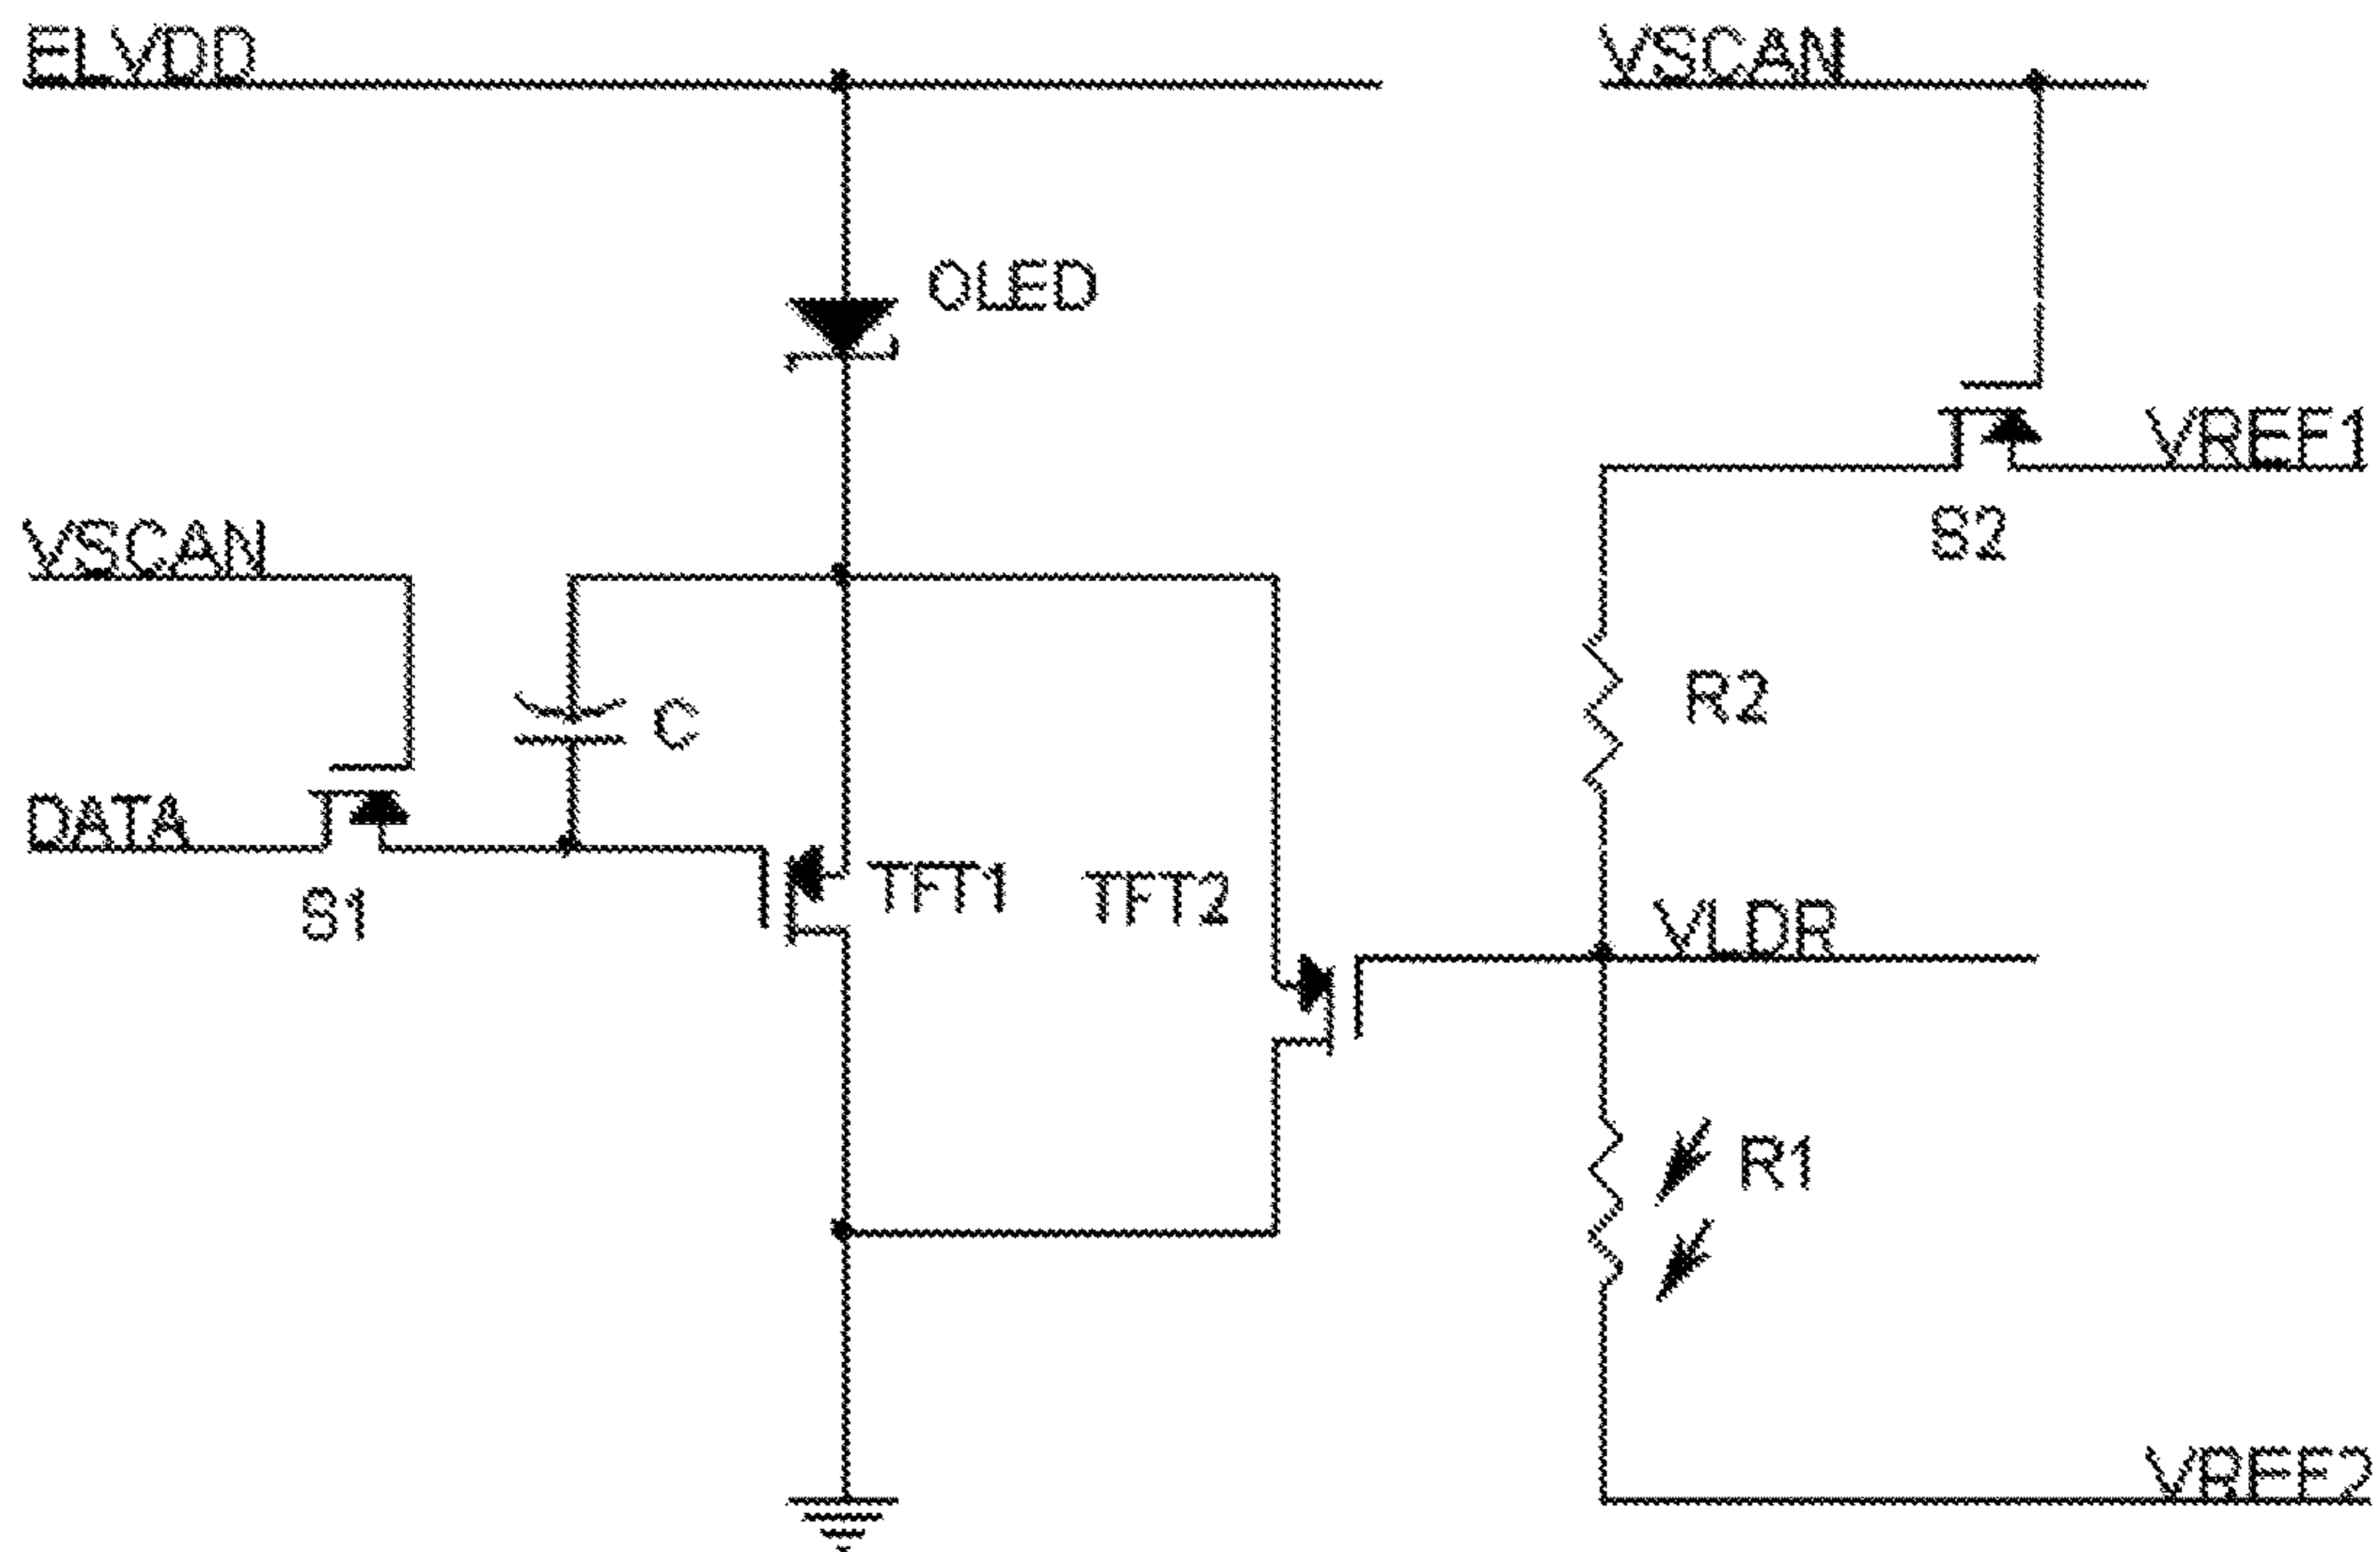 ELVDD
VSCAN
OLED
VREF1
VSCAN
S2
R2
C
DATA
TFT1
TFT2
S1
VLDR
R1
VREF2